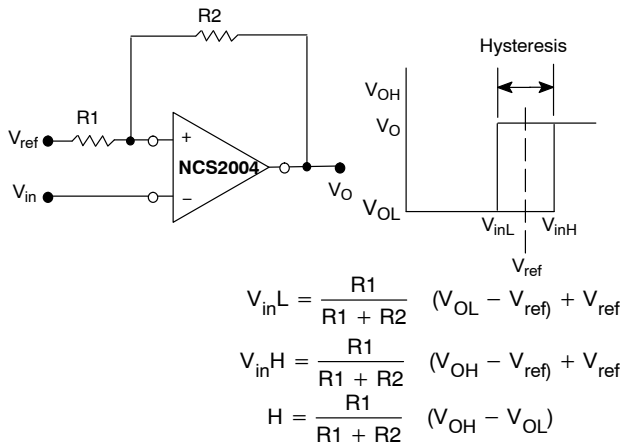 R2
Hysteresis
R1
V_OH
V_ref
+
V_O
NCS2004
V_in
−
V_O
V_OL
V_inL
V_inH
V_ref
V_inL = R1 / (R1 + R2) (V_OL − V_ref) + V_ref
V_inH = R1 / (R1 + R2) (V_OH − V_ref) + V_ref
H = R1 / (R1 + R2) (V_OH − V_OL)